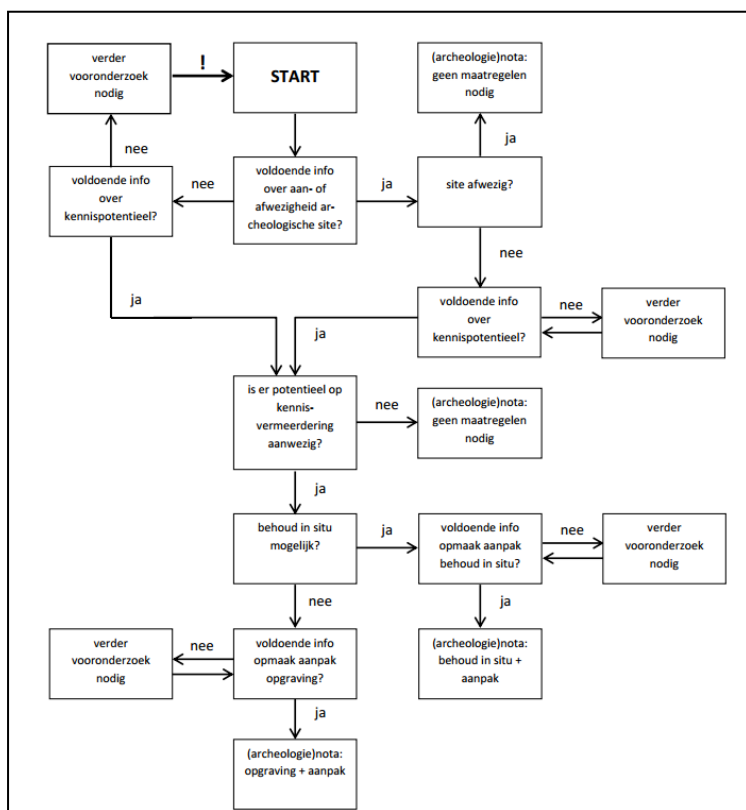 verder
vooronderzoek
nodig
!
START
(archeologie)nota:
geen maatregelen
nodig
nee
ja
voldoende info
over
kennispotentieel?
nee
voldoende info
over aan- of
afwezigheid ar-
cheologische site?
ja
site afwezig?
nee
ja
voldoende info
over
kennispotentieel?
nee
verder
vooronderzoek
nodig
ja
is er potentieel op
kennis-
vermeerdering
aanwezig?
nee
(archeologie)nota:
geen maatregelen
nodig
ja
behoud in situ
mogelijk?
ja
voldoende info
opmaak aanpak
behoud in situ?
nee
verder
vooronderzoek
nodig
nee
ja
verder
vooronderzoek
nodig
nee
voldoende info
opmaak aanpak
opgraving?
(archeologie)nota:
behoud in situ +
aanpak
ja
(archeologie)nota:
opgraving + aanpak